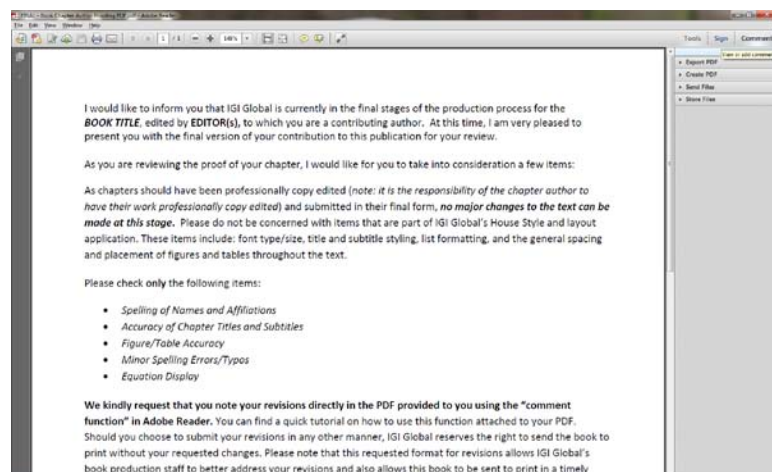 File Edit View Window Help
1 / 1
Tools Sign Comment
Export PDF
Create PDF
Send Files
Store Files
I would like to inform you that IGI Global is currently in the final stages of the production process for the
BOOK TITLE, edited by EDITOR(s), to which you are a contributing author. At this time, I am very pleased to
present you with the final version of your contribution to this publication for your review.
As you are reviewing the proof of your chapter, I would like for you to take into consideration a few items:
As chapters should have been professionally copy edited (note: it is the responsibility of the chapter author to
have their work professionally copy edited) and submitted in their final form, no major changes to the text can be
made at this stage. Please do not be concerned with items that are part of IGI Global's House Style and layout
application. These items include: font type/size, title and subtitle styling, list formatting, and the general spacing
and placement of figures and tables throughout the text.
Please check only the following items:
• Spelling of Names and Affiliations
• Accuracy of Chapter Titles and Subtitles
• Figure/Table Accuracy
• Minor Spelling Errors/Typos
• Equation Display
We kindly request that you note your revisions directly in the PDF provided to you using the "comment
function" in Adobe Reader. You can find a quick tutorial on how to use this function attached to your PDF.
Should you choose to submit your revisions in any other manner, IGI Global reserves the right to send the book to
print without your requested changes. Please note that this requested format for revisions allows IGI Global's
book production staff to better address your revisions and also allows this book to be sent to print in a timely